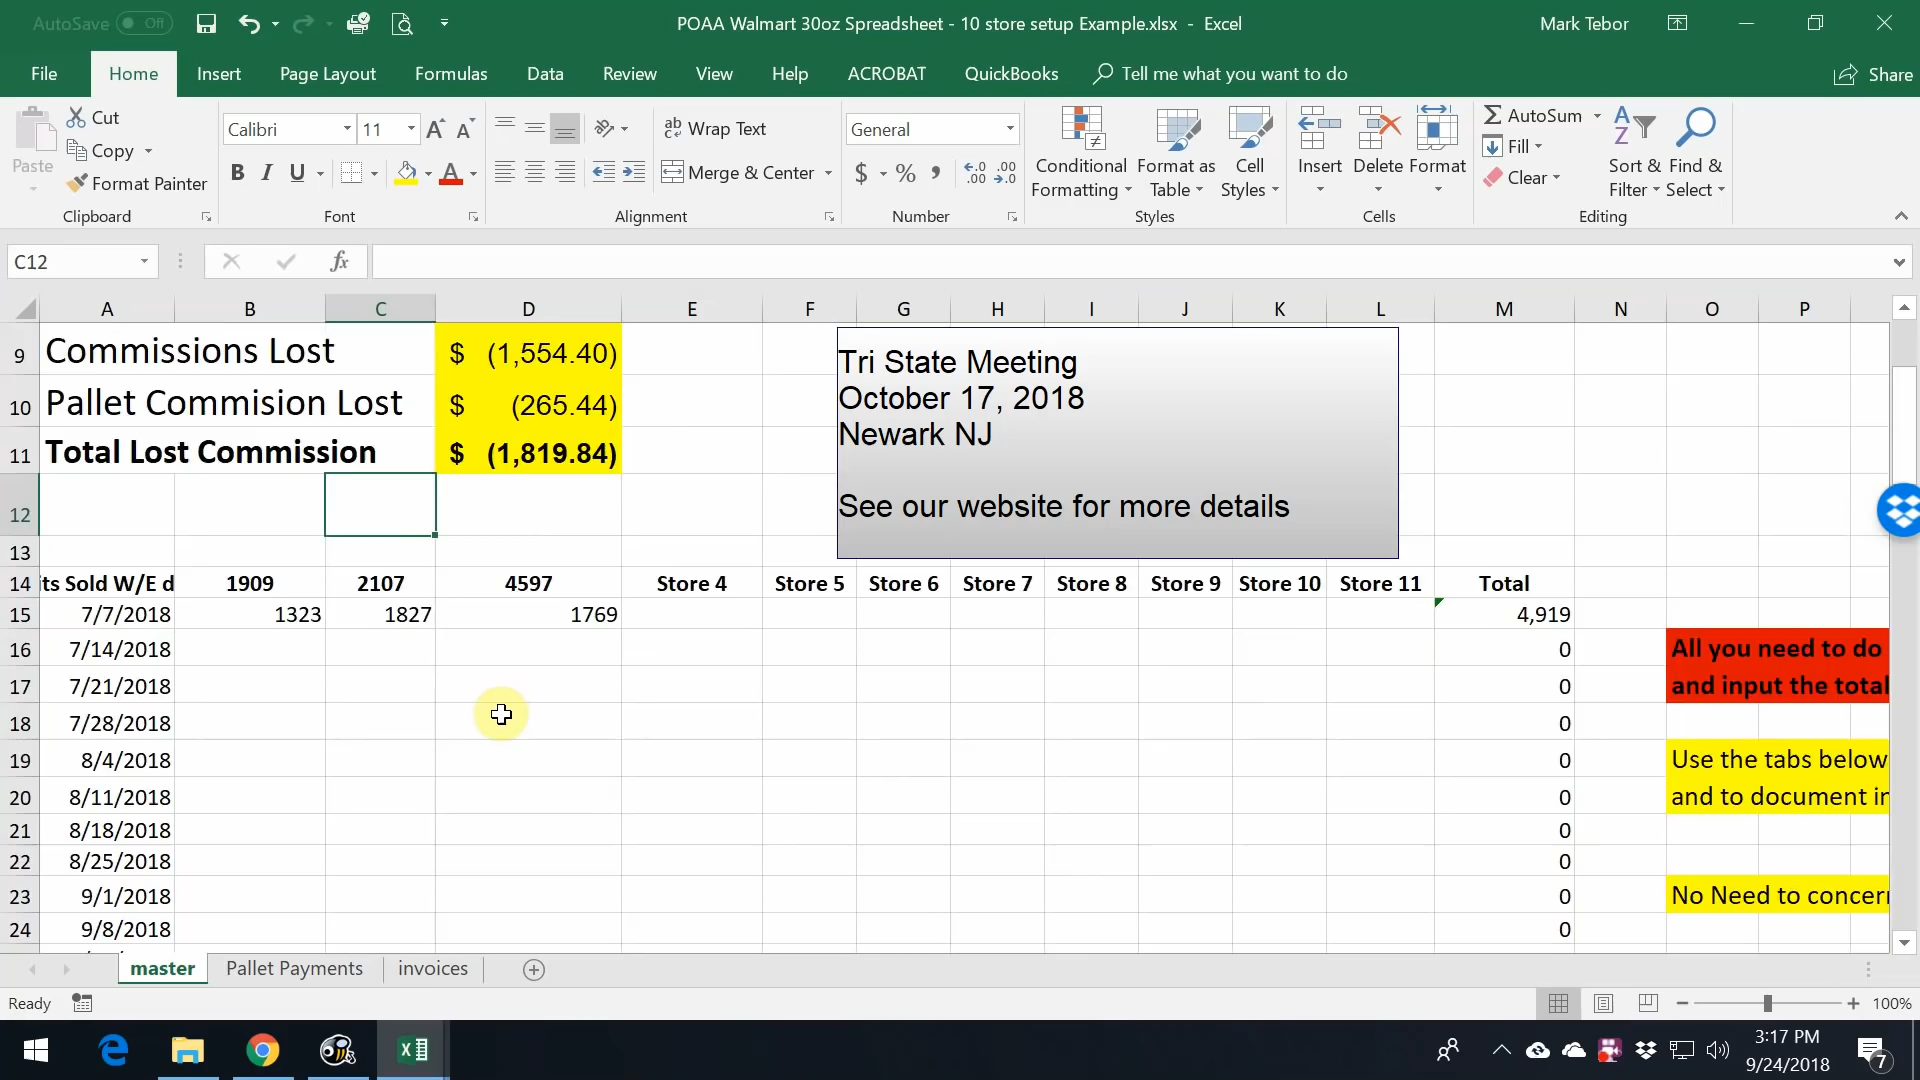 AutoSave Off
POAA Walmart 30oz Spreadsheet - 10 store setup Example.xlsx - Excel
Mark Tebor
File Home Insert Page Layout Formulas Data Review View Help ACROBAT QuickBooks Tell me what you want to do Share
Paste
Cut
Copy
Format Painter
Clipboard
Calibri 11
B I U
Font
Wrap Text
Merge & Center
Alignment
General
$ % ,
Number
Conditional Formatting
Format as Table
Cell Styles
Styles
Insert Delete Format
Cells
AutoSum
Fill
Clear
Sort & Filter
Find & Select
Editing
C12 fx
A B C D E F G H I J K L M N O P
9 Commissions Lost $ (1,554.40)
10 Pallet Commision Lost $ (265.44)
11 Total Lost Commission $ (1,819.84)
Tri State Meeting
October 17, 2018
Newark NJ
See our website for more details
12
13
14 its Sold W/E d 1909 2107 4597 Store 4 Store 5 Store 6 Store 7 Store 8 Store 9 Store 10 Store 11 Total
15 7/7/2018 1323 1827 1769 4,919
16 7/14/2018 0 All you need to do
17 7/21/2018 0 and input the total
18 7/28/2018 0
19 8/4/2018 0 Use the tabs below
20 8/11/2018 0 and to document in
21 8/18/2018 0
22 8/25/2018 0
23 9/1/2018 0 No Need to concern
24 9/8/2018 0
master Pallet Payments invoices
Ready 100%
3:17 PM
9/24/2018
7